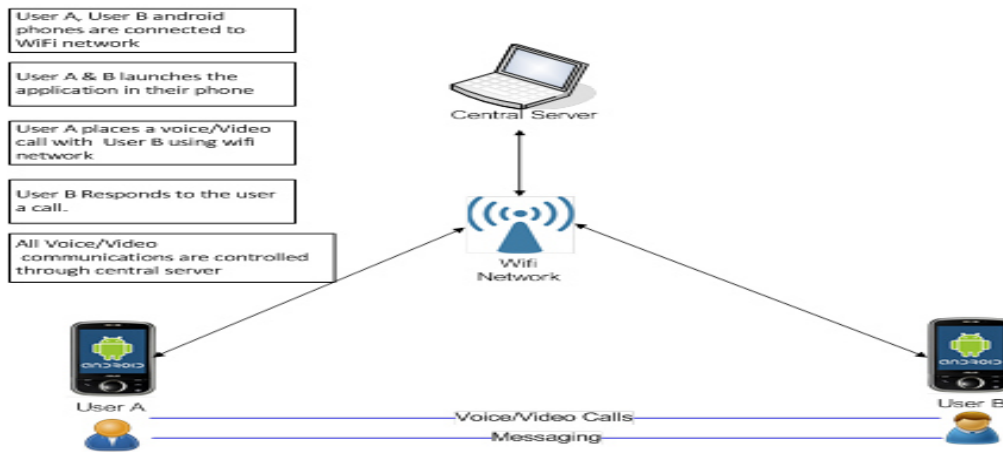 User A, User B android
phones are connected to
WiFi network
User A & B launches the
application in their phone
User A places a voice/Video
call with  User B using wifi
network
User B Responds to the user
a call.
All Voice/Video
communications are controlled
through central server
Central Server
Wifi
Network
ANDROID
User A
ANDROID
User B
Voice/Video Calls
Messaging